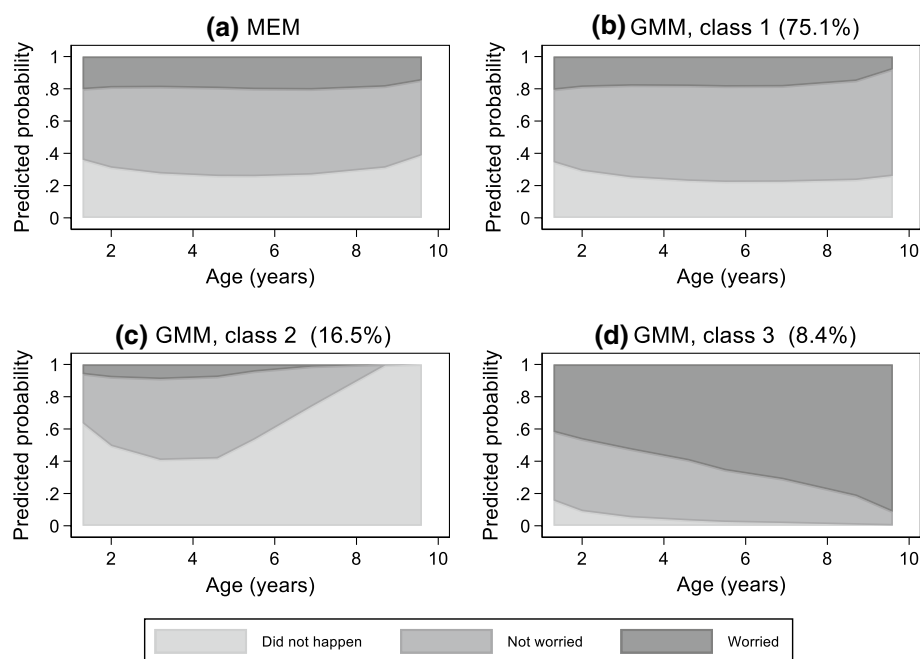 (a) MEM
Predicted probability
1
.8
.6
.4
.2
0
2 4 6 8 10
Age (years)
(b) GMM, class 1 (75.1%)
Predicted probability
1
.8
.6
.4
.2
0
2 4 6 8 10
Age (years)
(c) GMM, class 2 (16.5%)
Predicted probability
1
.8
.6
.4
.2
0
2 4 6 8 10
Age (years)
(d) GMM, class 3 (8.4%)
Predicted probability
1
.8
.6
.4
.2
0
2 4 6 8 10
Age (years)
Did not happen Not worried Worried